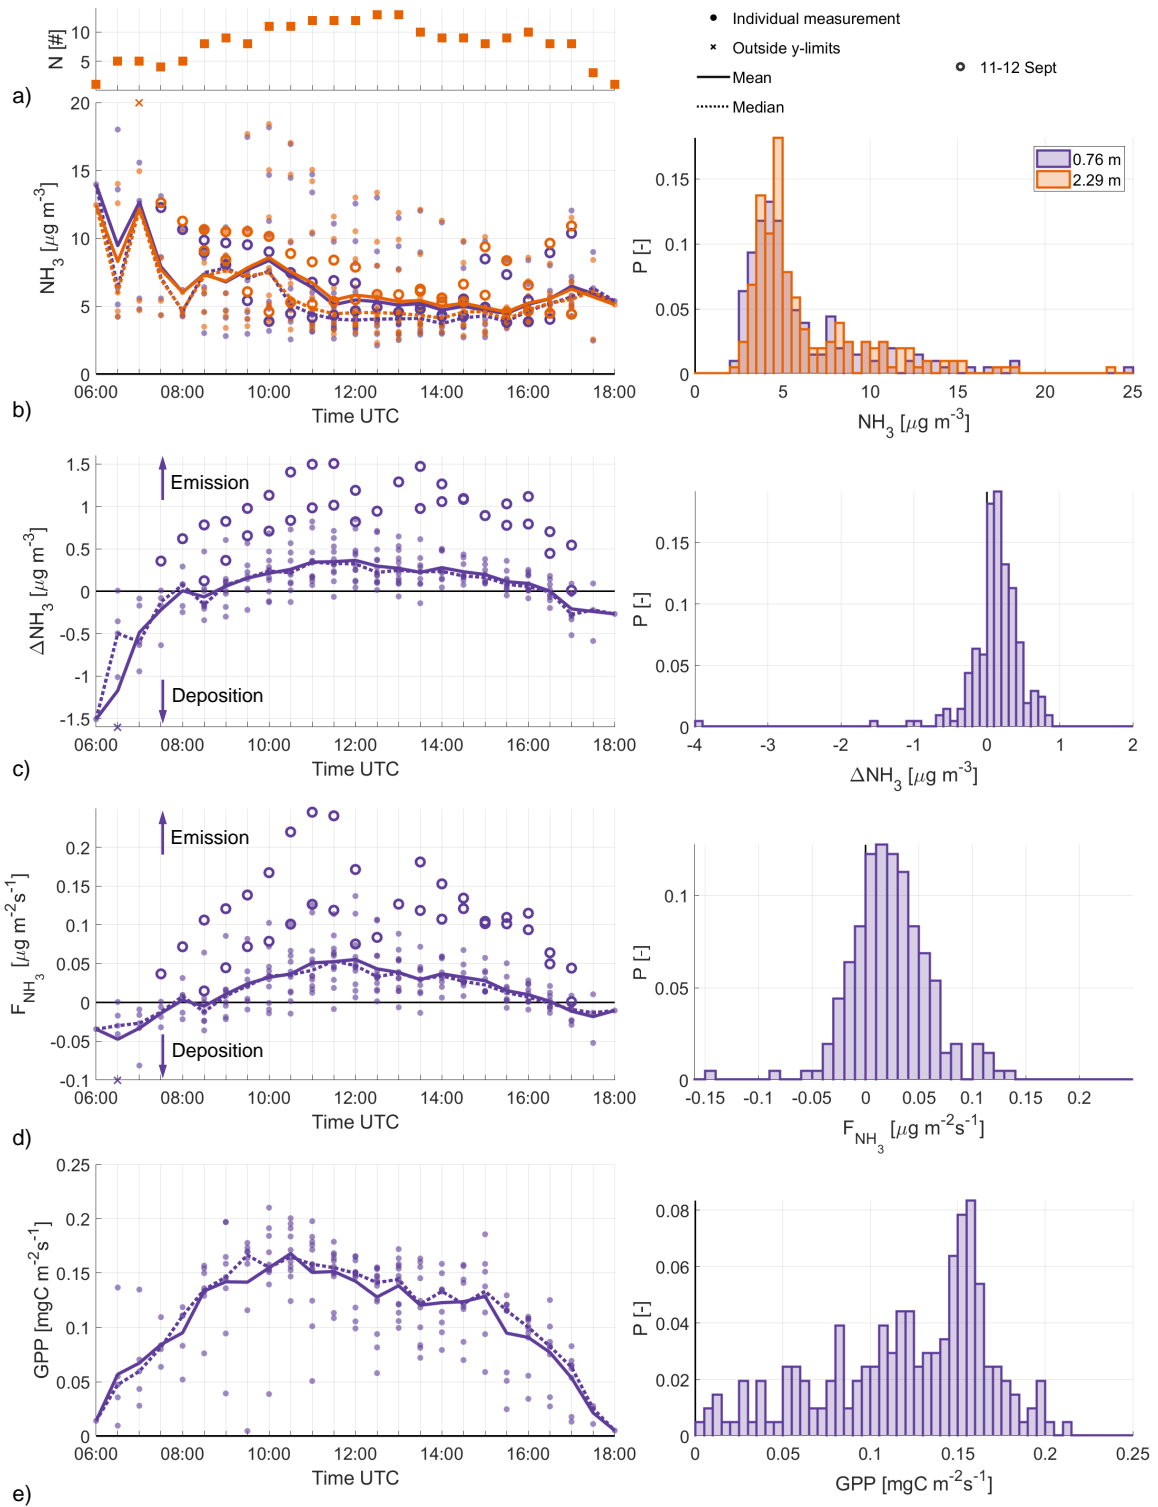 N [#]
10
5
a)
Individual measurement
Outside y-limits
Mean
Median
11-12 Sept
NH3 [μg m-3]
20
15
10
5
0
06:00 08:00 10:00 12:00 14:00 16:00 18:00
Time UTC
b)
P [-]
0.15
0.1
0.05
0
0.76 m
2.29 m
0 5 10 15 20 25
NH3 [μg m-3]
ΔNH3 [μg m-3]
1.5
1
0.5
0
-0.5
-1
-1.5
Emission
Deposition
06:00 08:00 10:00 12:00 14:00 16:00 18:00
Time UTC
c)
P [-]
0.15
0.1
0.05
0
-4 -3 -2 -1 0 1 2
ΔNH3 [μg m-3]
FNH3 [μg m-2s-1]
0.2
0.15
0.1
0.05
0
-0.05
-0.1
Emission
Deposition
06:00 08:00 10:00 12:00 14:00 16:00 18:00
Time UTC
d)
P [-]
0.1
0.05
0
-0.15 -0.1 -0.05 0 0.05 0.1 0.15 0.2
FNH3 [μg m-2s-1]
GPP [mgC m-2s-1]
0.25
0.2
0.15
0.1
0.05
0
06:00 08:00 10:00 12:00 14:00 16:00 18:00
Time UTC
e)
P [-]
0.08
0.06
0.04
0.02
0
0 0.05 0.1 0.15 0.2 0.25
GPP [mgC m-2s-1]